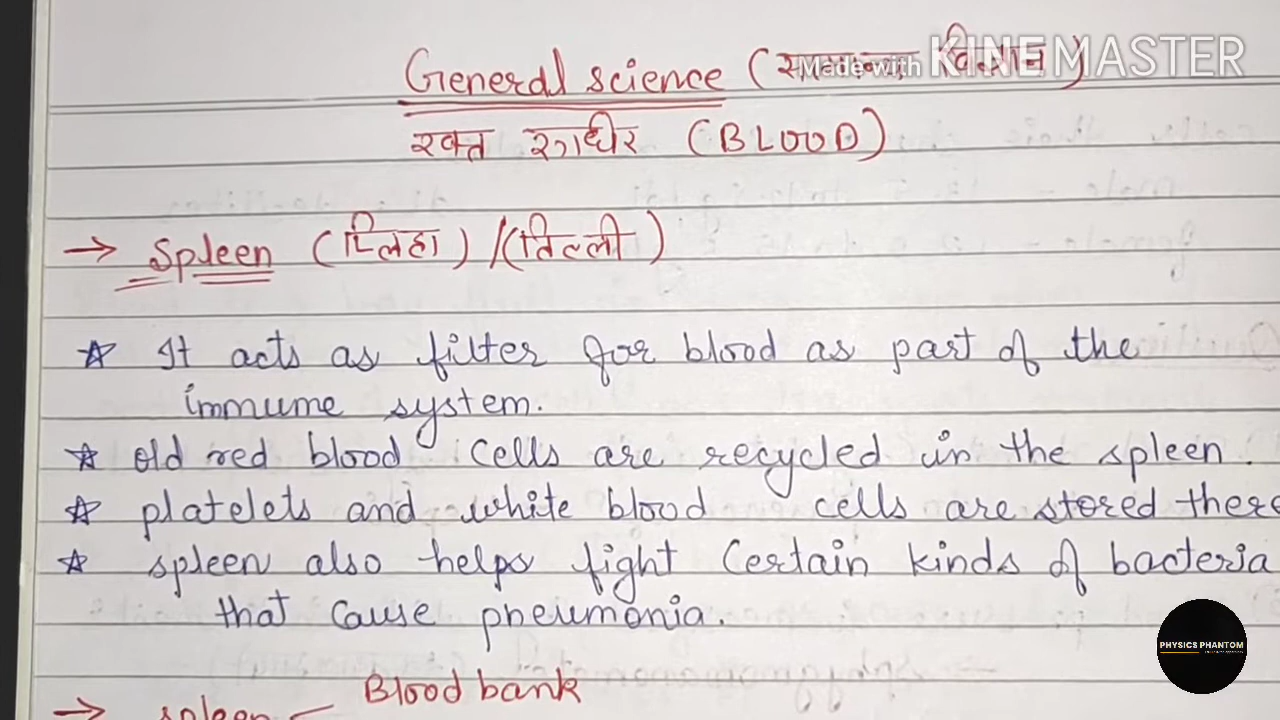 General science (सामान्य विज्ञान)
Made with KINEMASTER
रक्त रुधीर (BLOOD)
→ Spleen (प्लिहा) / (तिल्ली)
☆ It acts as filter for blood as part of the
immume system.
☆ old red blood cells are recycled in the spleen.
☆ platelets and white blood cells are stored there
☆ spleen also helps fight certain kinds of bacteria
that cause pneumonia.
Blood bank
→ spleen
PHYSICS PHANTOM